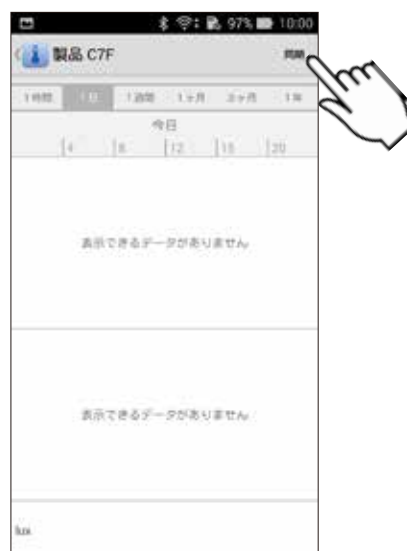 97% 10:00
製品 C7F 同期
1時間 1日 1週間 1ヶ月 3ヶ月 1年
今日
4 8 12 16 20
表示できるデータがありません
表示できるデータがありません
lux